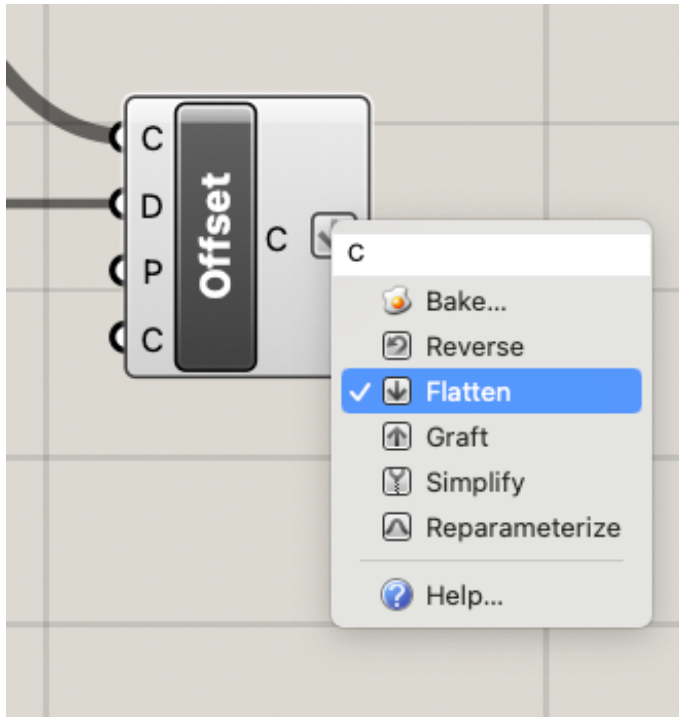 C
D
P
C
Offset
C
C
Bake...
Reverse
Flatten
Graft
Simplify
Reparameterize
Help...